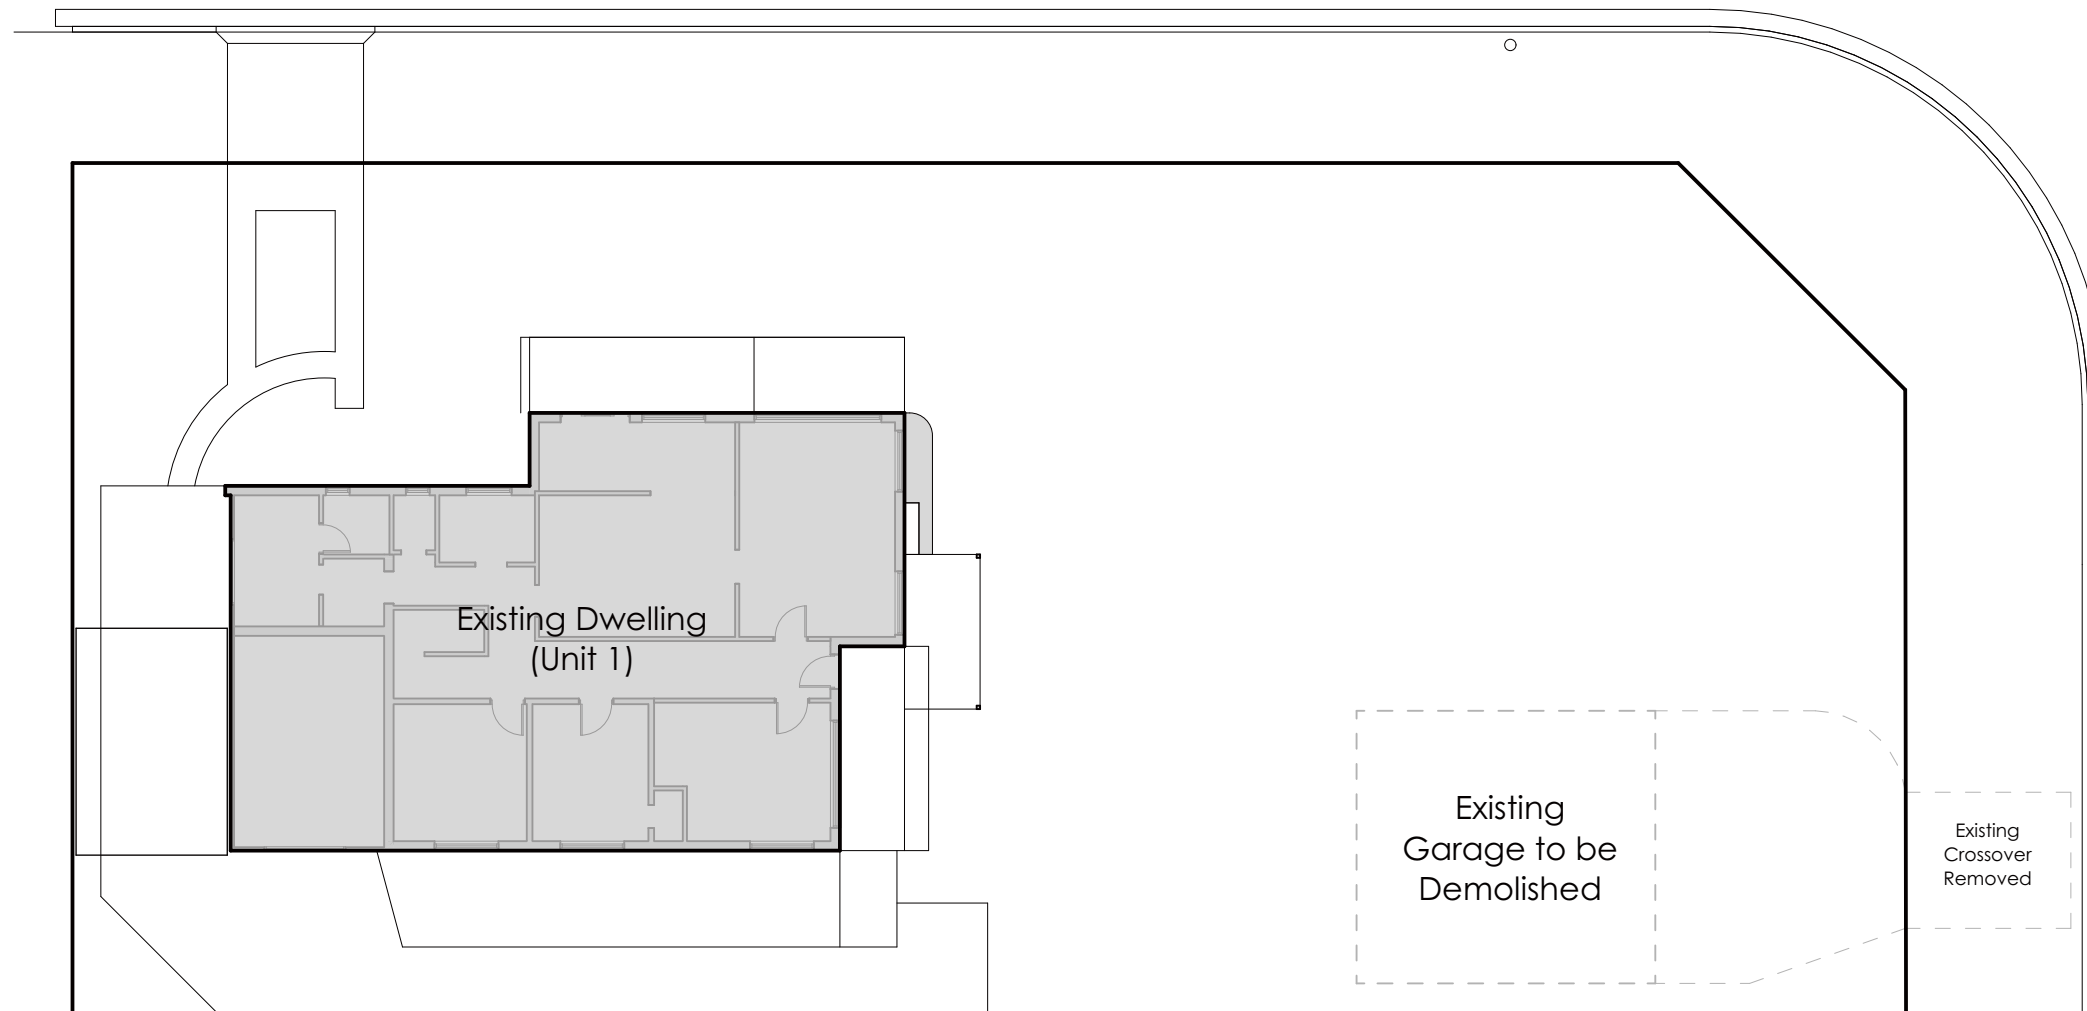 Existing Dwelling
(Unit 1)
Existing
Garage to be
Demolished
Existing
Crossover
Removed